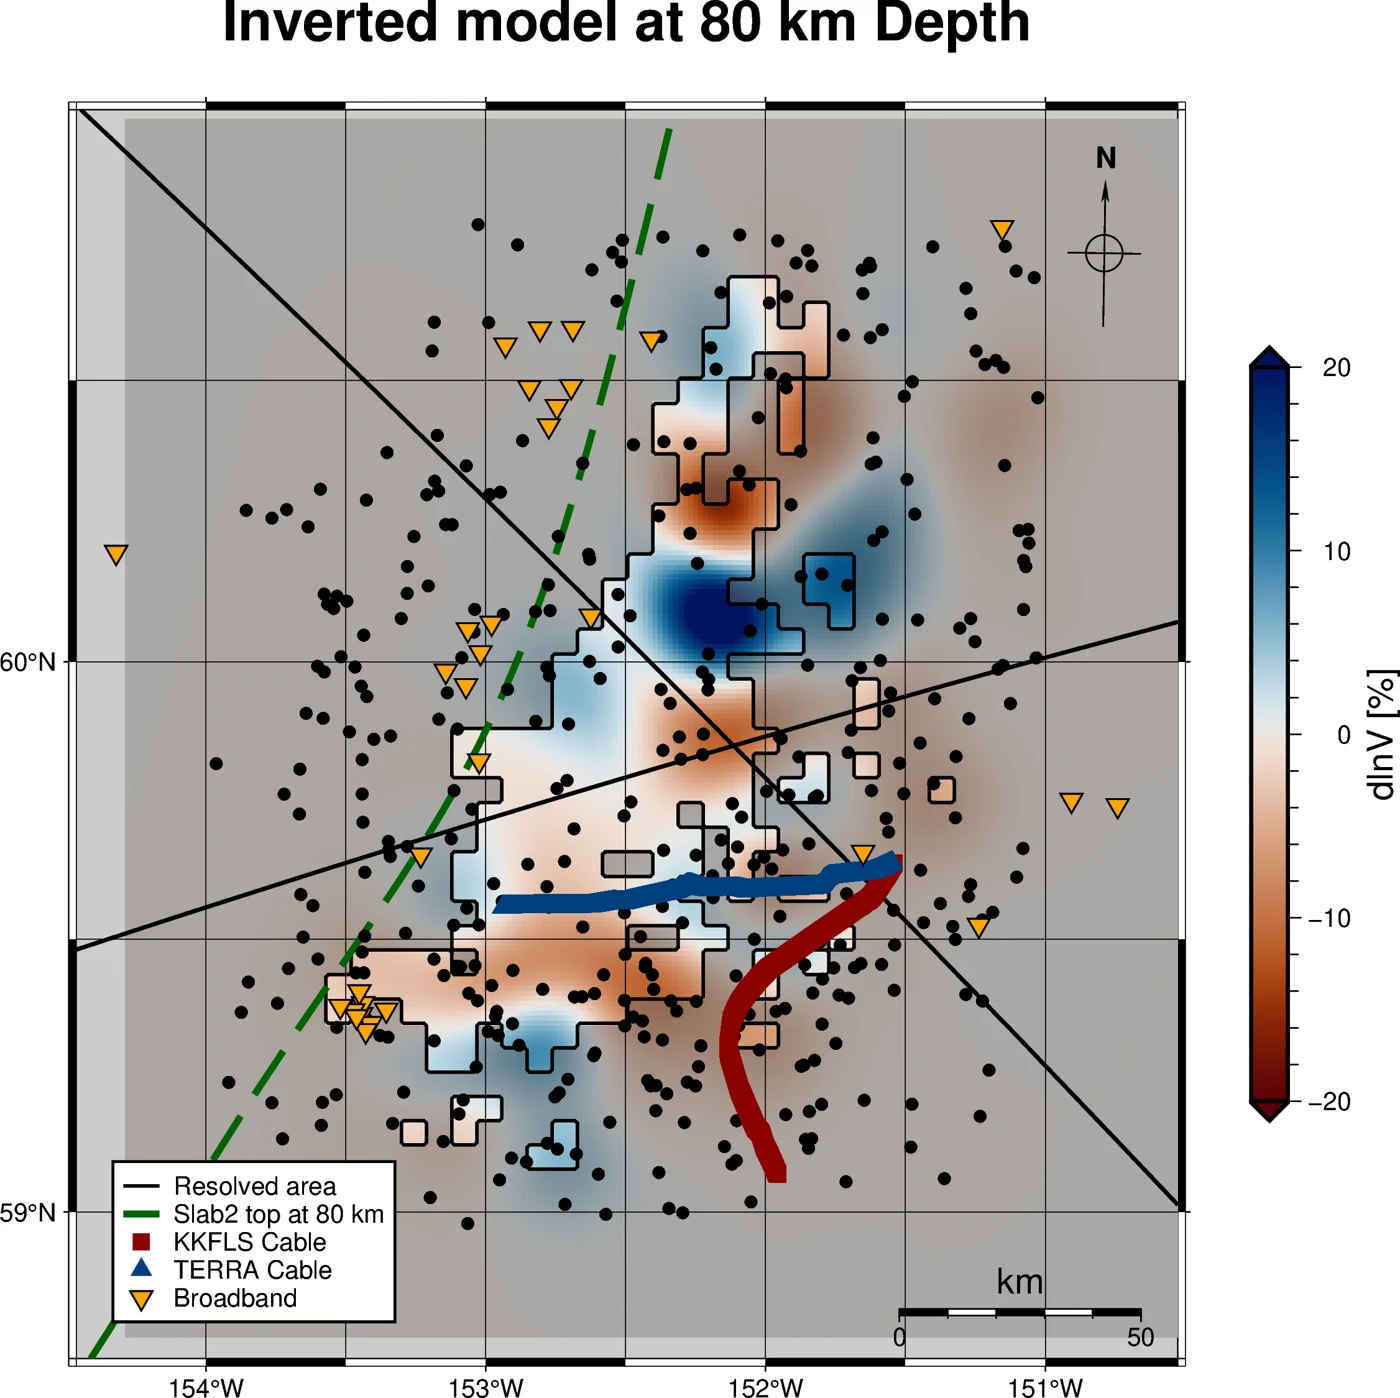 Inverted model at 80 km Depth
N
60°N
59°N
154°W
153°W
152°W
151°W
Resolved area
Slab2 top at 80 km
KKFLS Cable
TERRA Cable
Broadband
km
0
50
20
10
0
−10
−20
dlnV [%]